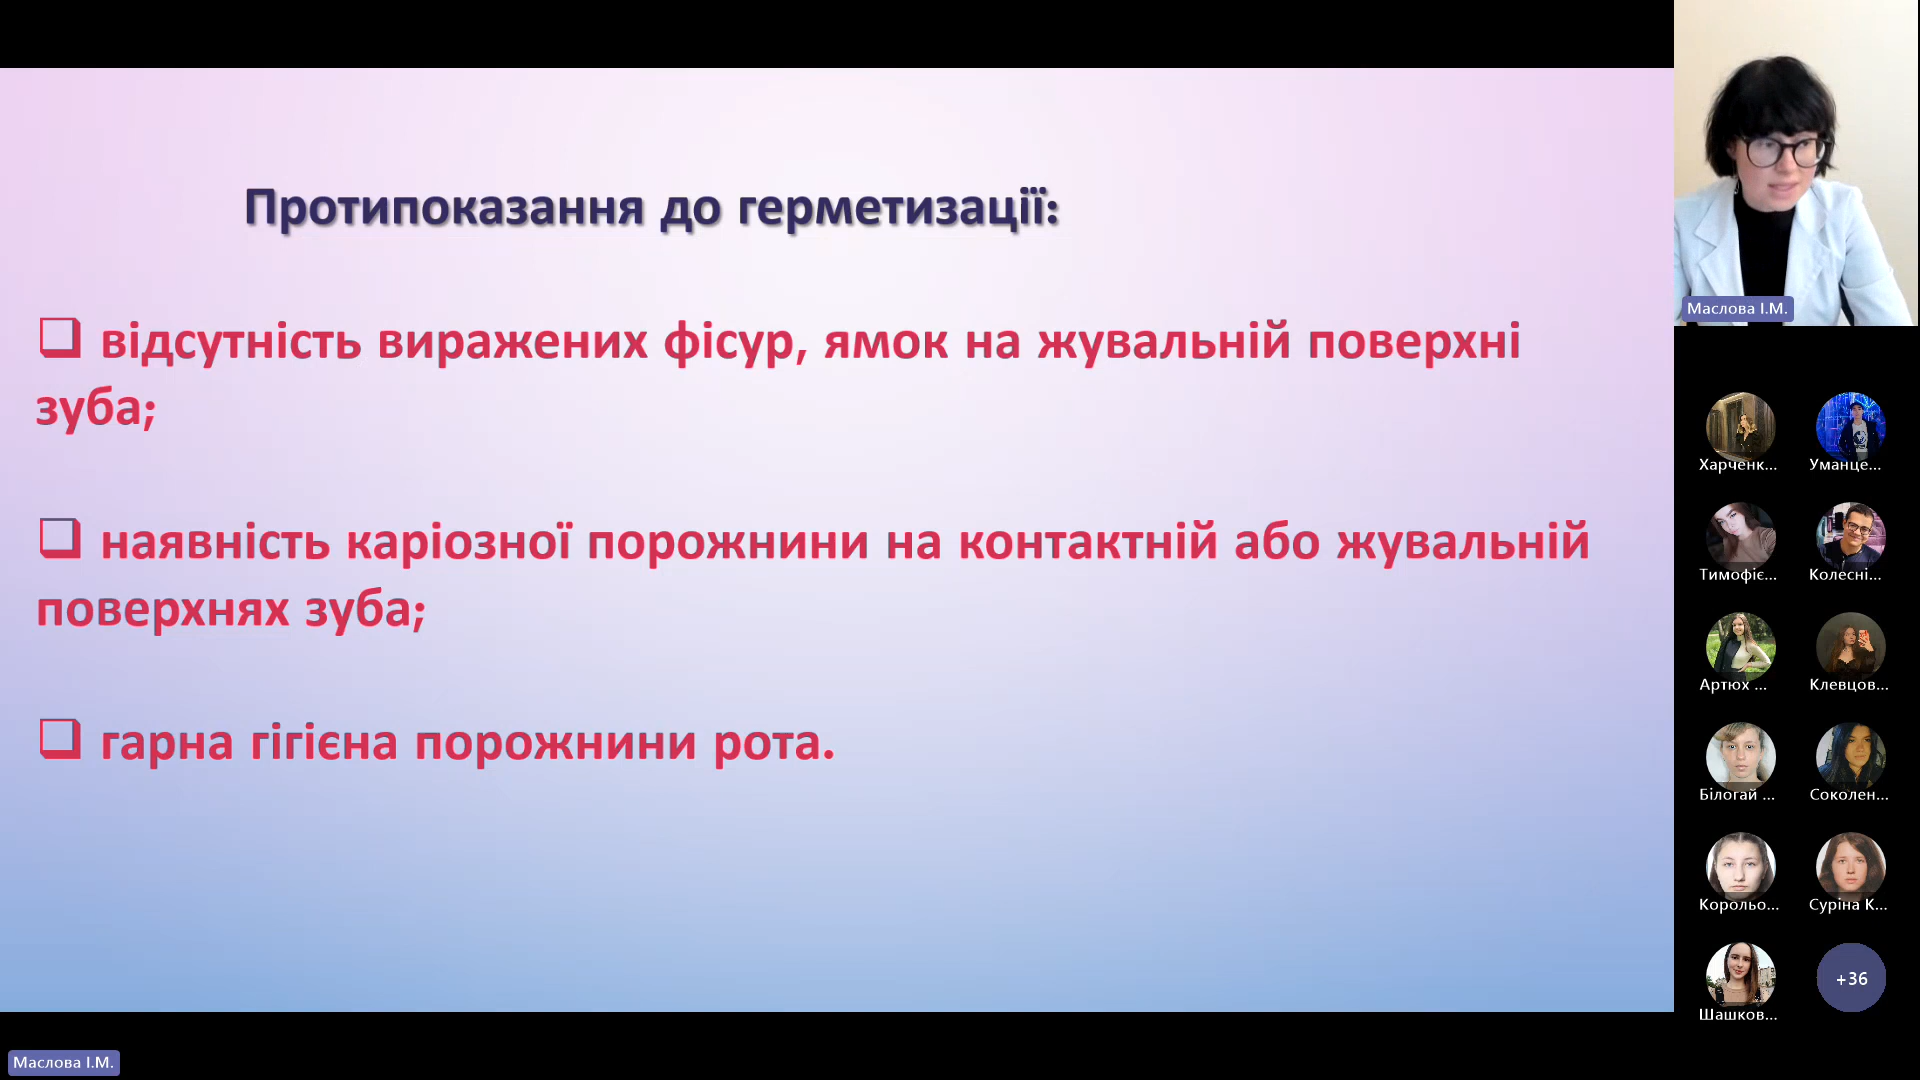 Протипоказання до герметизації:
❑ відсутність виражених фісур, ямок на жувальній поверхні
зуба;
❑ наявність каріозної порожнини на контактній або жувальній
поверхнях зуба;
❑ гарна гігієна порожнини рота.
Маслова І.М.
Харченк... Уманце...
Тимофіє... Колесні...
Артюх ... Клевцов...
Білогай ... Соколен...
Корольо... Суріна К...
Шашков... +36
Маслова І.М.